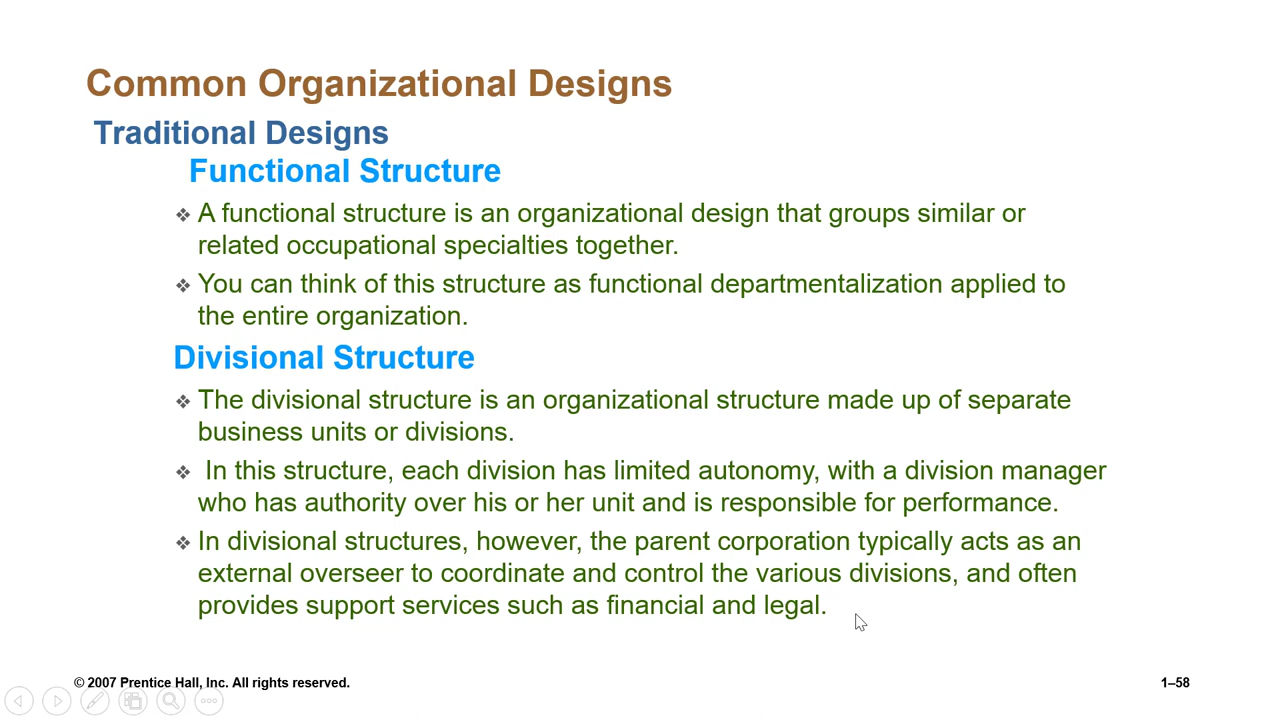 Common Organizational Designs
Traditional Designs
Functional Structure
❖ A functional structure is an organizational design that groups similar or
related occupational specialties together.
❖ You can think of this structure as functional departmentalization applied to
the entire organization.
Divisional Structure
❖ The divisional structure is an organizational structure made up of separate
business units or divisions.
❖ In this structure, each division has limited autonomy, with a division manager
who has authority over his or her unit and is responsible for performance.
❖ In divisional structures, however, the parent corporation typically acts as an
external overseer to coordinate and control the various divisions, and often
provides support services such as financial and legal.
© 2007 Prentice Hall, Inc. All rights reserved.
1–58